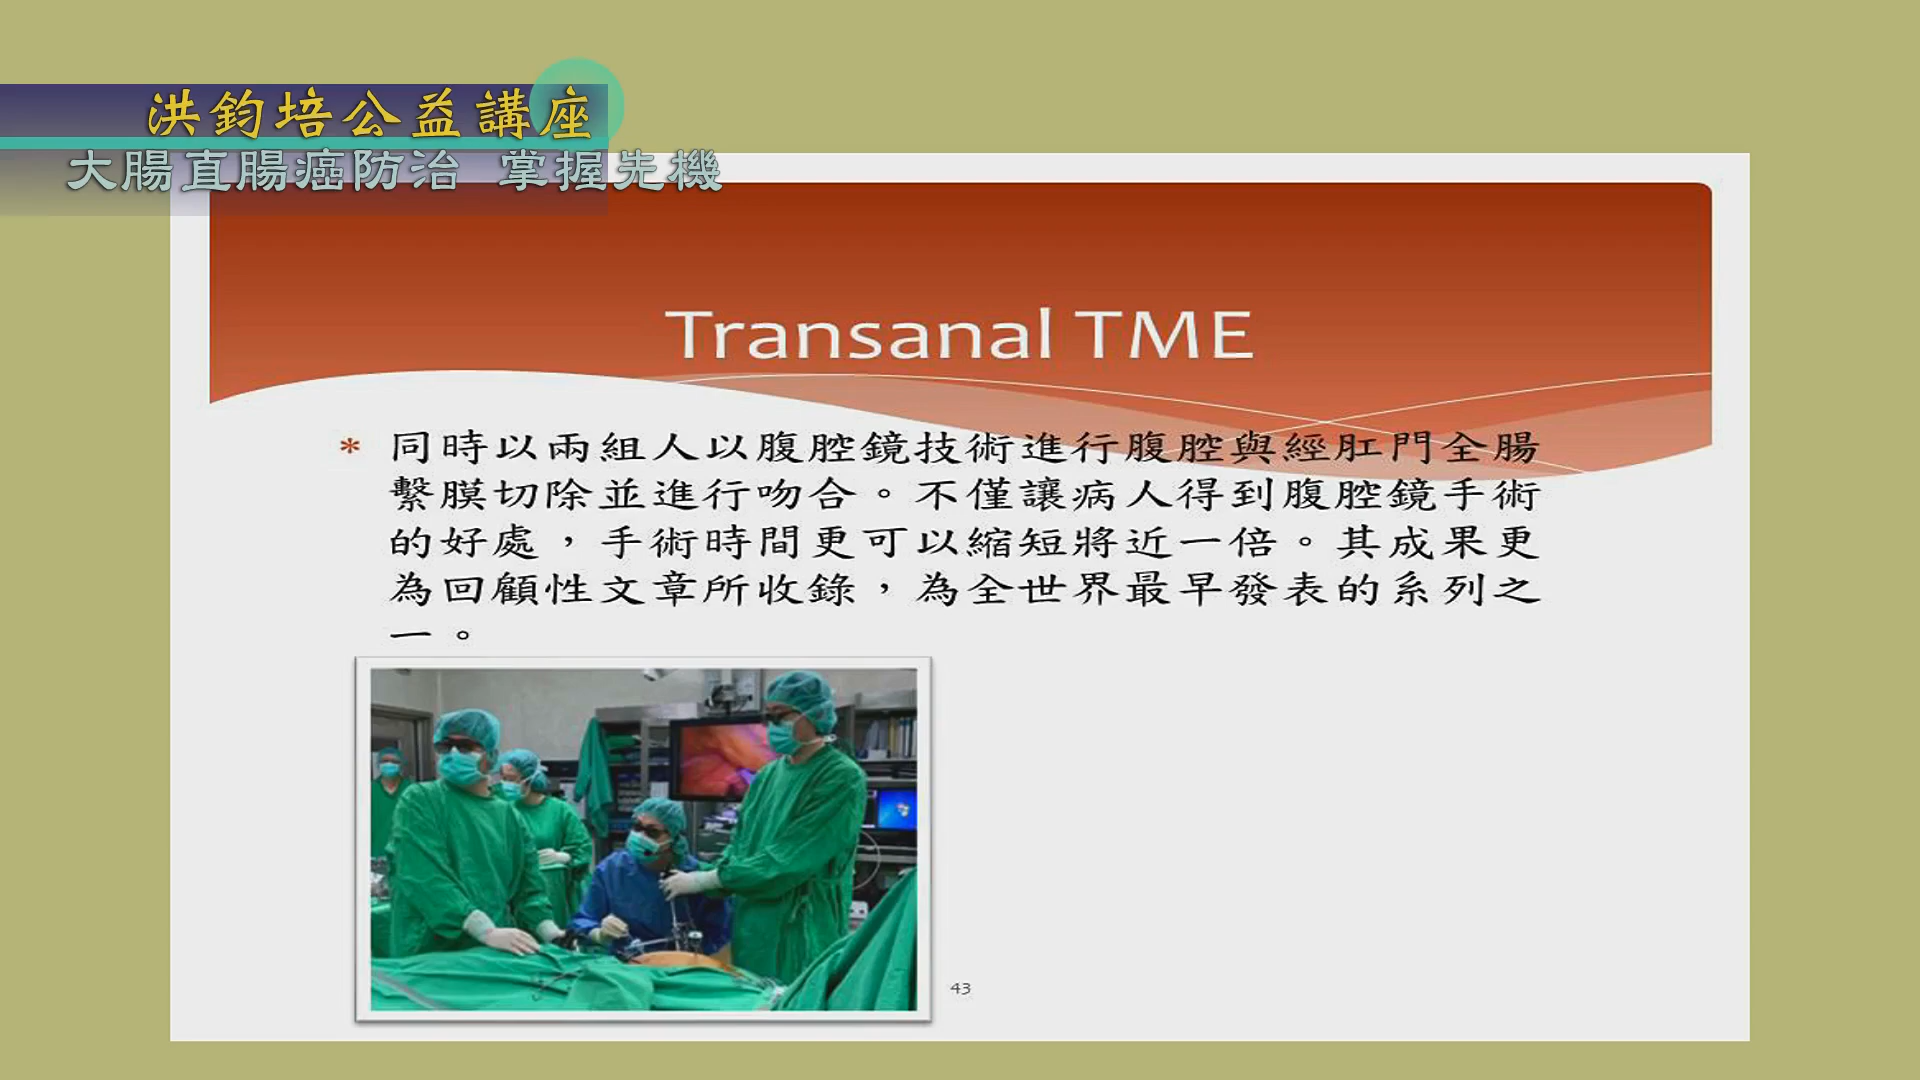 洪鈞培公益講座
大腸直腸癌防治 掌握先機
Transanal TME
* 同時以兩組人以腹腔鏡技術進行腹腔與經肛門全腸
繫膜切除並進行吻合。不僅讓病人得到腹腔鏡手術
的好處，手術時間更可以縮短將近一倍。其成果更
為回顧性文章所收錄，為全世界最早發表的系列之
一。
43